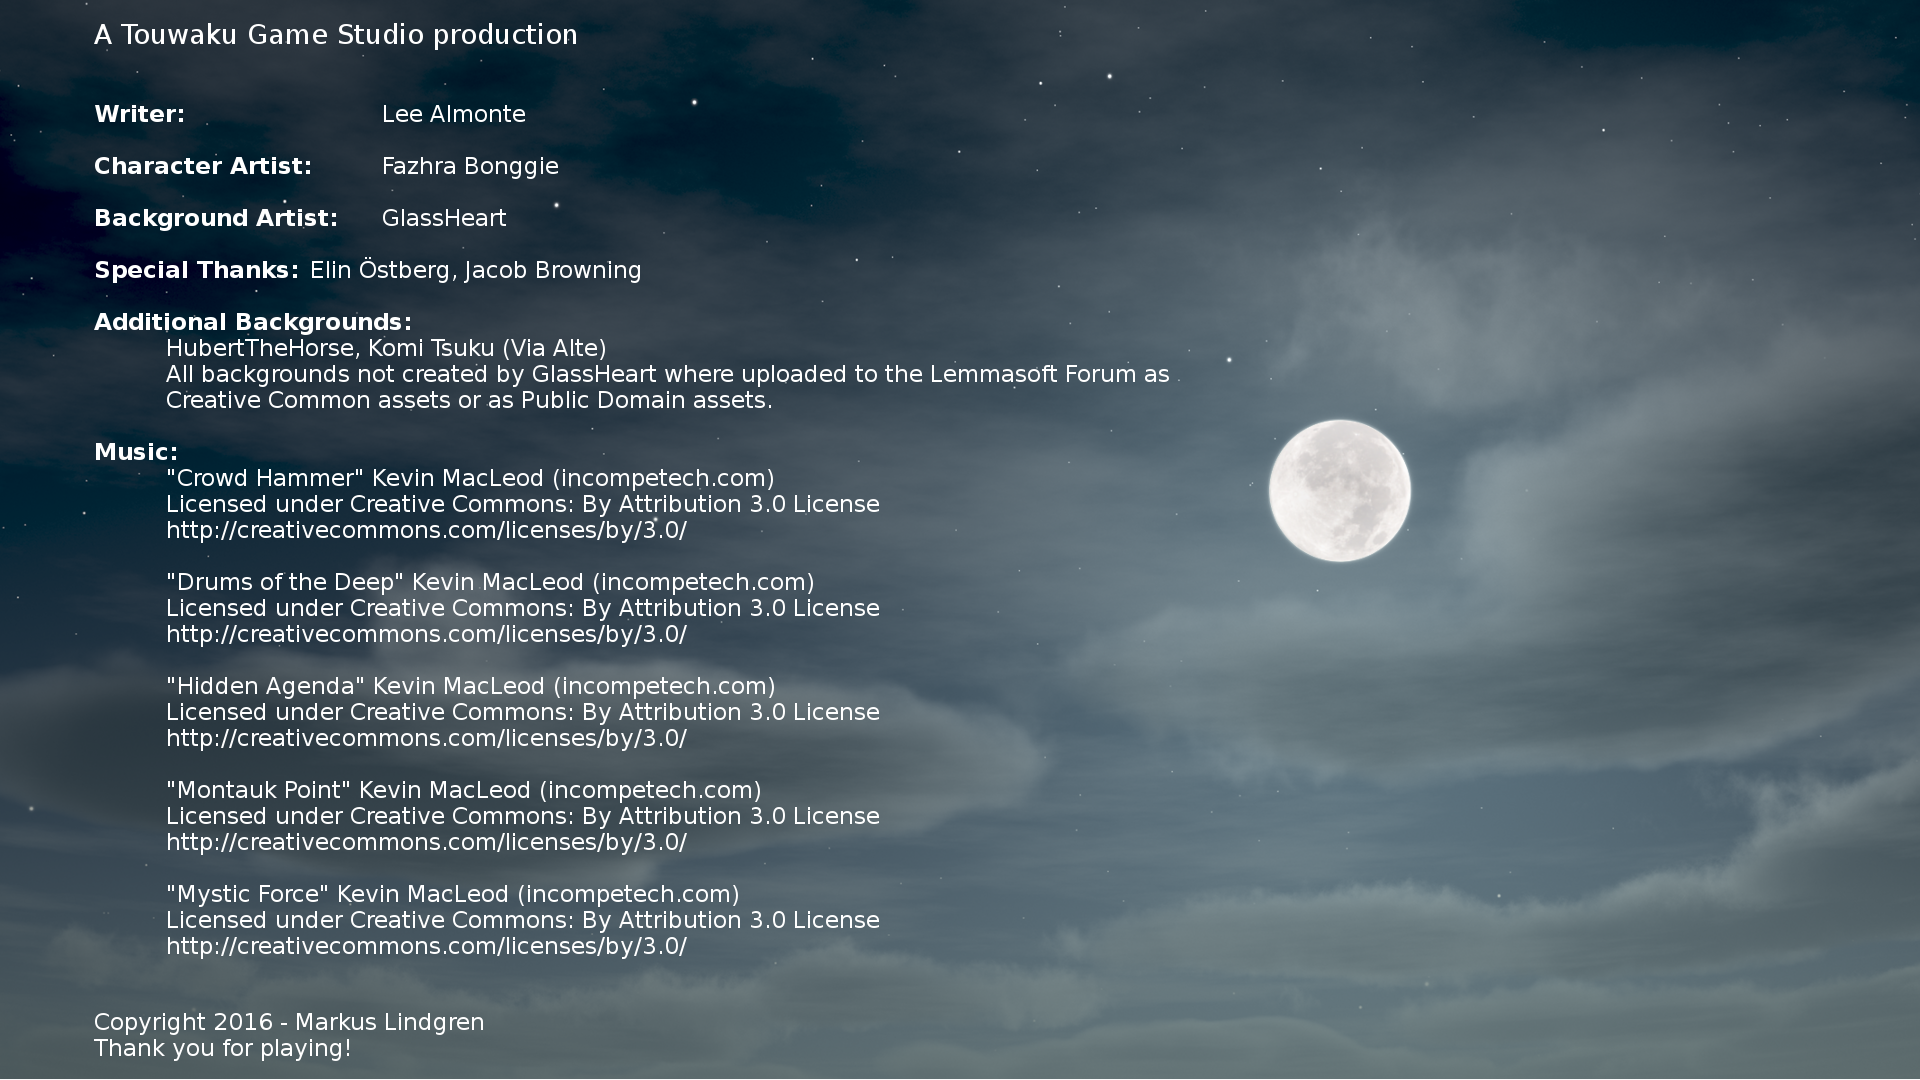 A Touwaku Game Studio production
Writer: Lee Almonte
Character Artist: Fazhra Bonggie
Background Artist: GlassHeart
Special Thanks: Elin Östberg, Jacob Browning
Additional Backgrounds:
HubertTheHorse, Komi Tsuku (Via Alte)
All backgrounds not created by GlassHeart where uploaded to the Lemmasoft Forum as
Creative Common assets or as Public Domain assets.
Music:
"Crowd Hammer" Kevin MacLeod (incompetech.com)
Licensed under Creative Commons: By Attribution 3.0 License
http://creativecommons.com/licenses/by/3.0/
"Drums of the Deep" Kevin MacLeod (incompetech.com)
Licensed under Creative Commons: By Attribution 3.0 License
http://creativecommons.com/licenses/by/3.0/
"Hidden Agenda" Kevin MacLeod (incompetech.com)
Licensed under Creative Commons: By Attribution 3.0 License
http://creativecommons.com/licenses/by/3.0/
"Montauk Point" Kevin MacLeod (incompetech.com)
Licensed under Creative Commons: By Attribution 3.0 License
http://creativecommons.com/licenses/by/3.0/
"Mystic Force" Kevin MacLeod (incompetech.com)
Licensed under Creative Commons: By Attribution 3.0 License
http://creativecommons.com/licenses/by/3.0/
Copyright 2016 - Markus Lindgren
Thank you for playing!